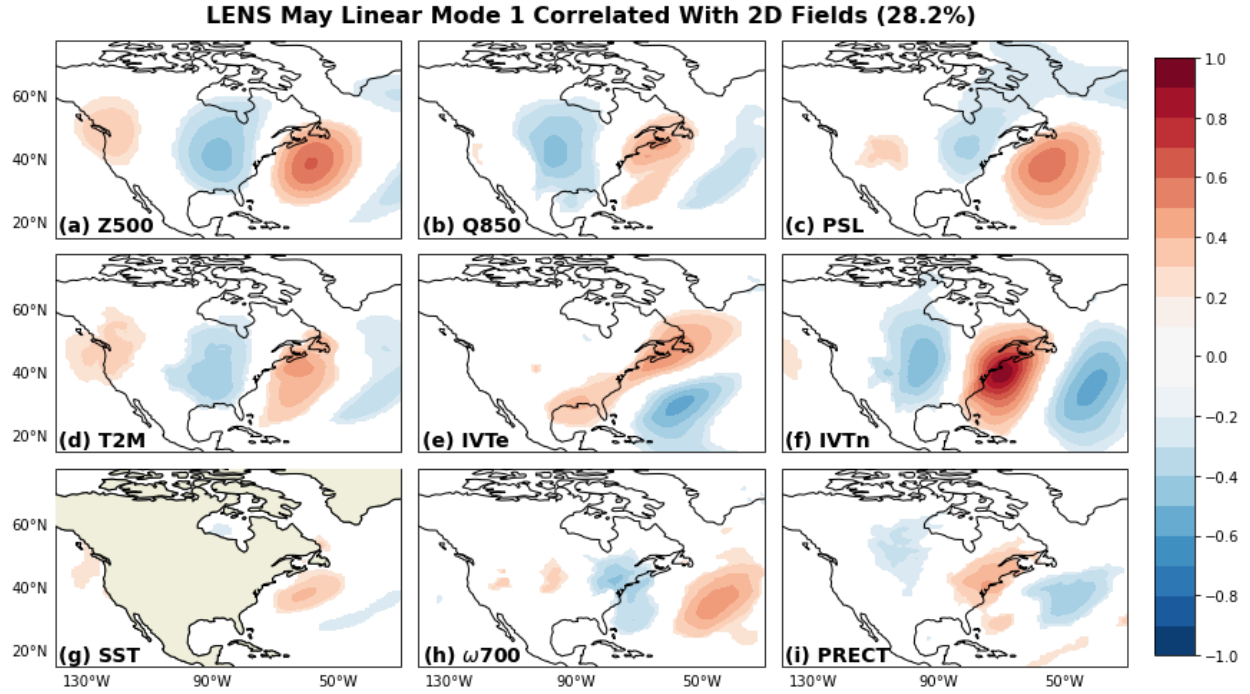 LENS May Linear Mode 1 Correlated With 2D Fields (28.2%)
60°N
40°N
20°N
(a) Z500
(b) Q850
(c) PSL
60°N
40°N
20°N
(d) T2M
(e) IVTe
(f) IVTn
60°N
40°N
20°N
(g) SST
(h) ω700
(i) PRECT
130°W
90°W
50°W
130°W
90°W
50°W
130°W
90°W
50°W
1.0
0.8
0.6
0.4
0.2
0.0
−0.2
−0.4
−0.6
−0.8
−1.0